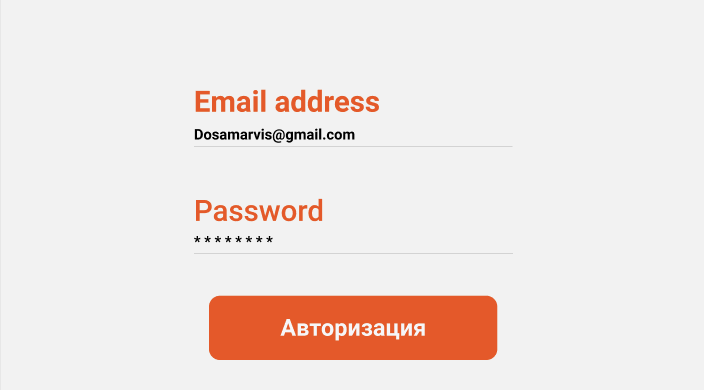 Email address
Dosamarvis@gmail.com
Password
* * * * * * * *
Авторизация